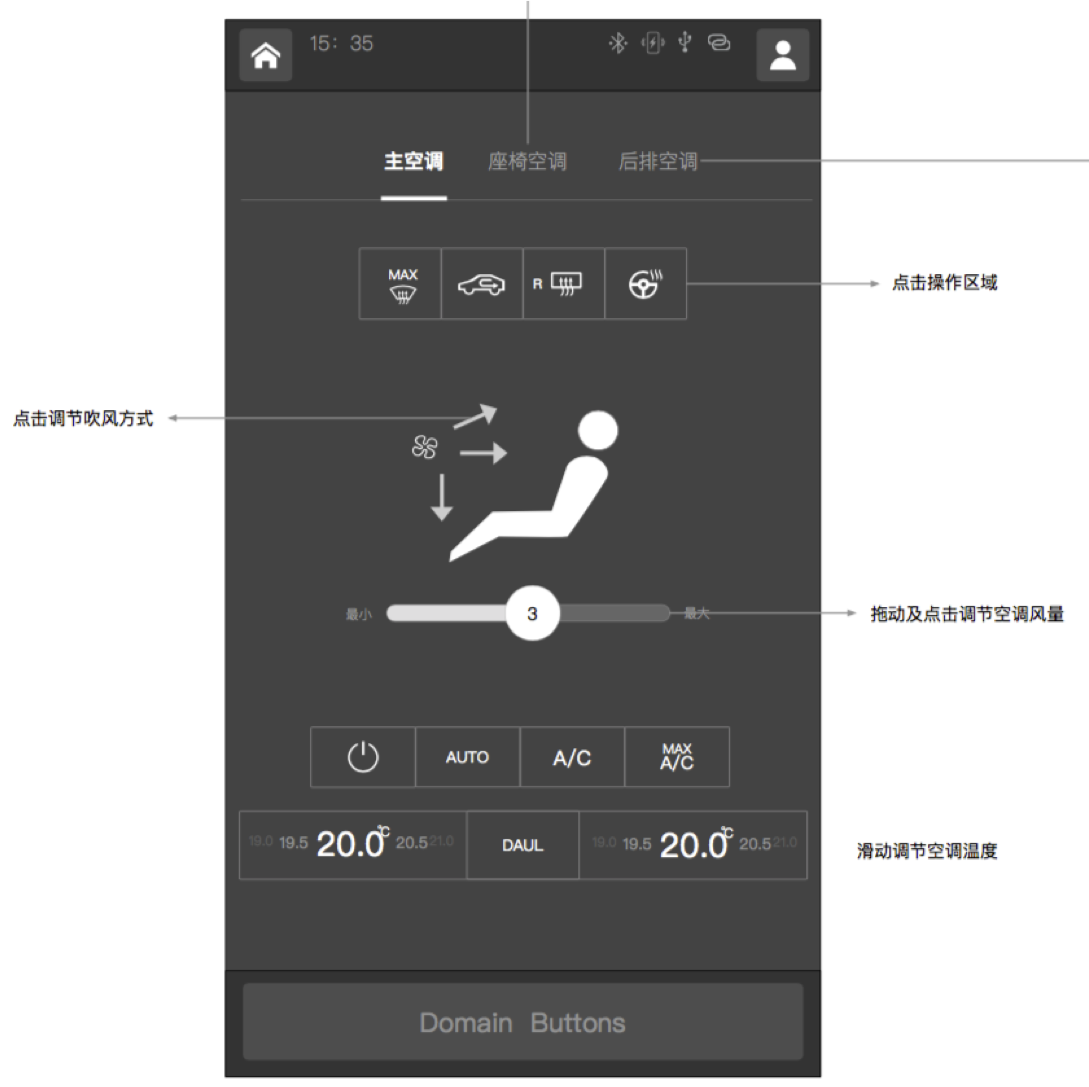 15: 35
主空调 座椅空调 后排空调
MAX
R
点击操作区域
点击调节吹风方式
最小 3 最大
拖动及点击调节空调风量
AUTO A/C MAX A/C
19.0 19.5 20.0℃ 20.5 21.0 DAUL 19.0 19.5 20.0℃ 20.5 21.0
滑动调节空调温度
Domain Buttons